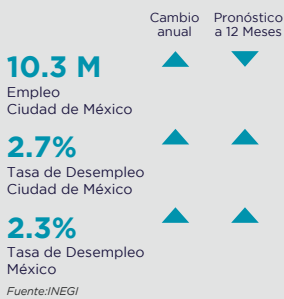 Cambio anual
Pronóstico a 12 Meses
10.3 M
Empleo
Ciudad de México
2.7%
Tasa de Desempleo
Ciudad de México
2.3%
Tasa de Desempleo
México
Fuente:INEGI